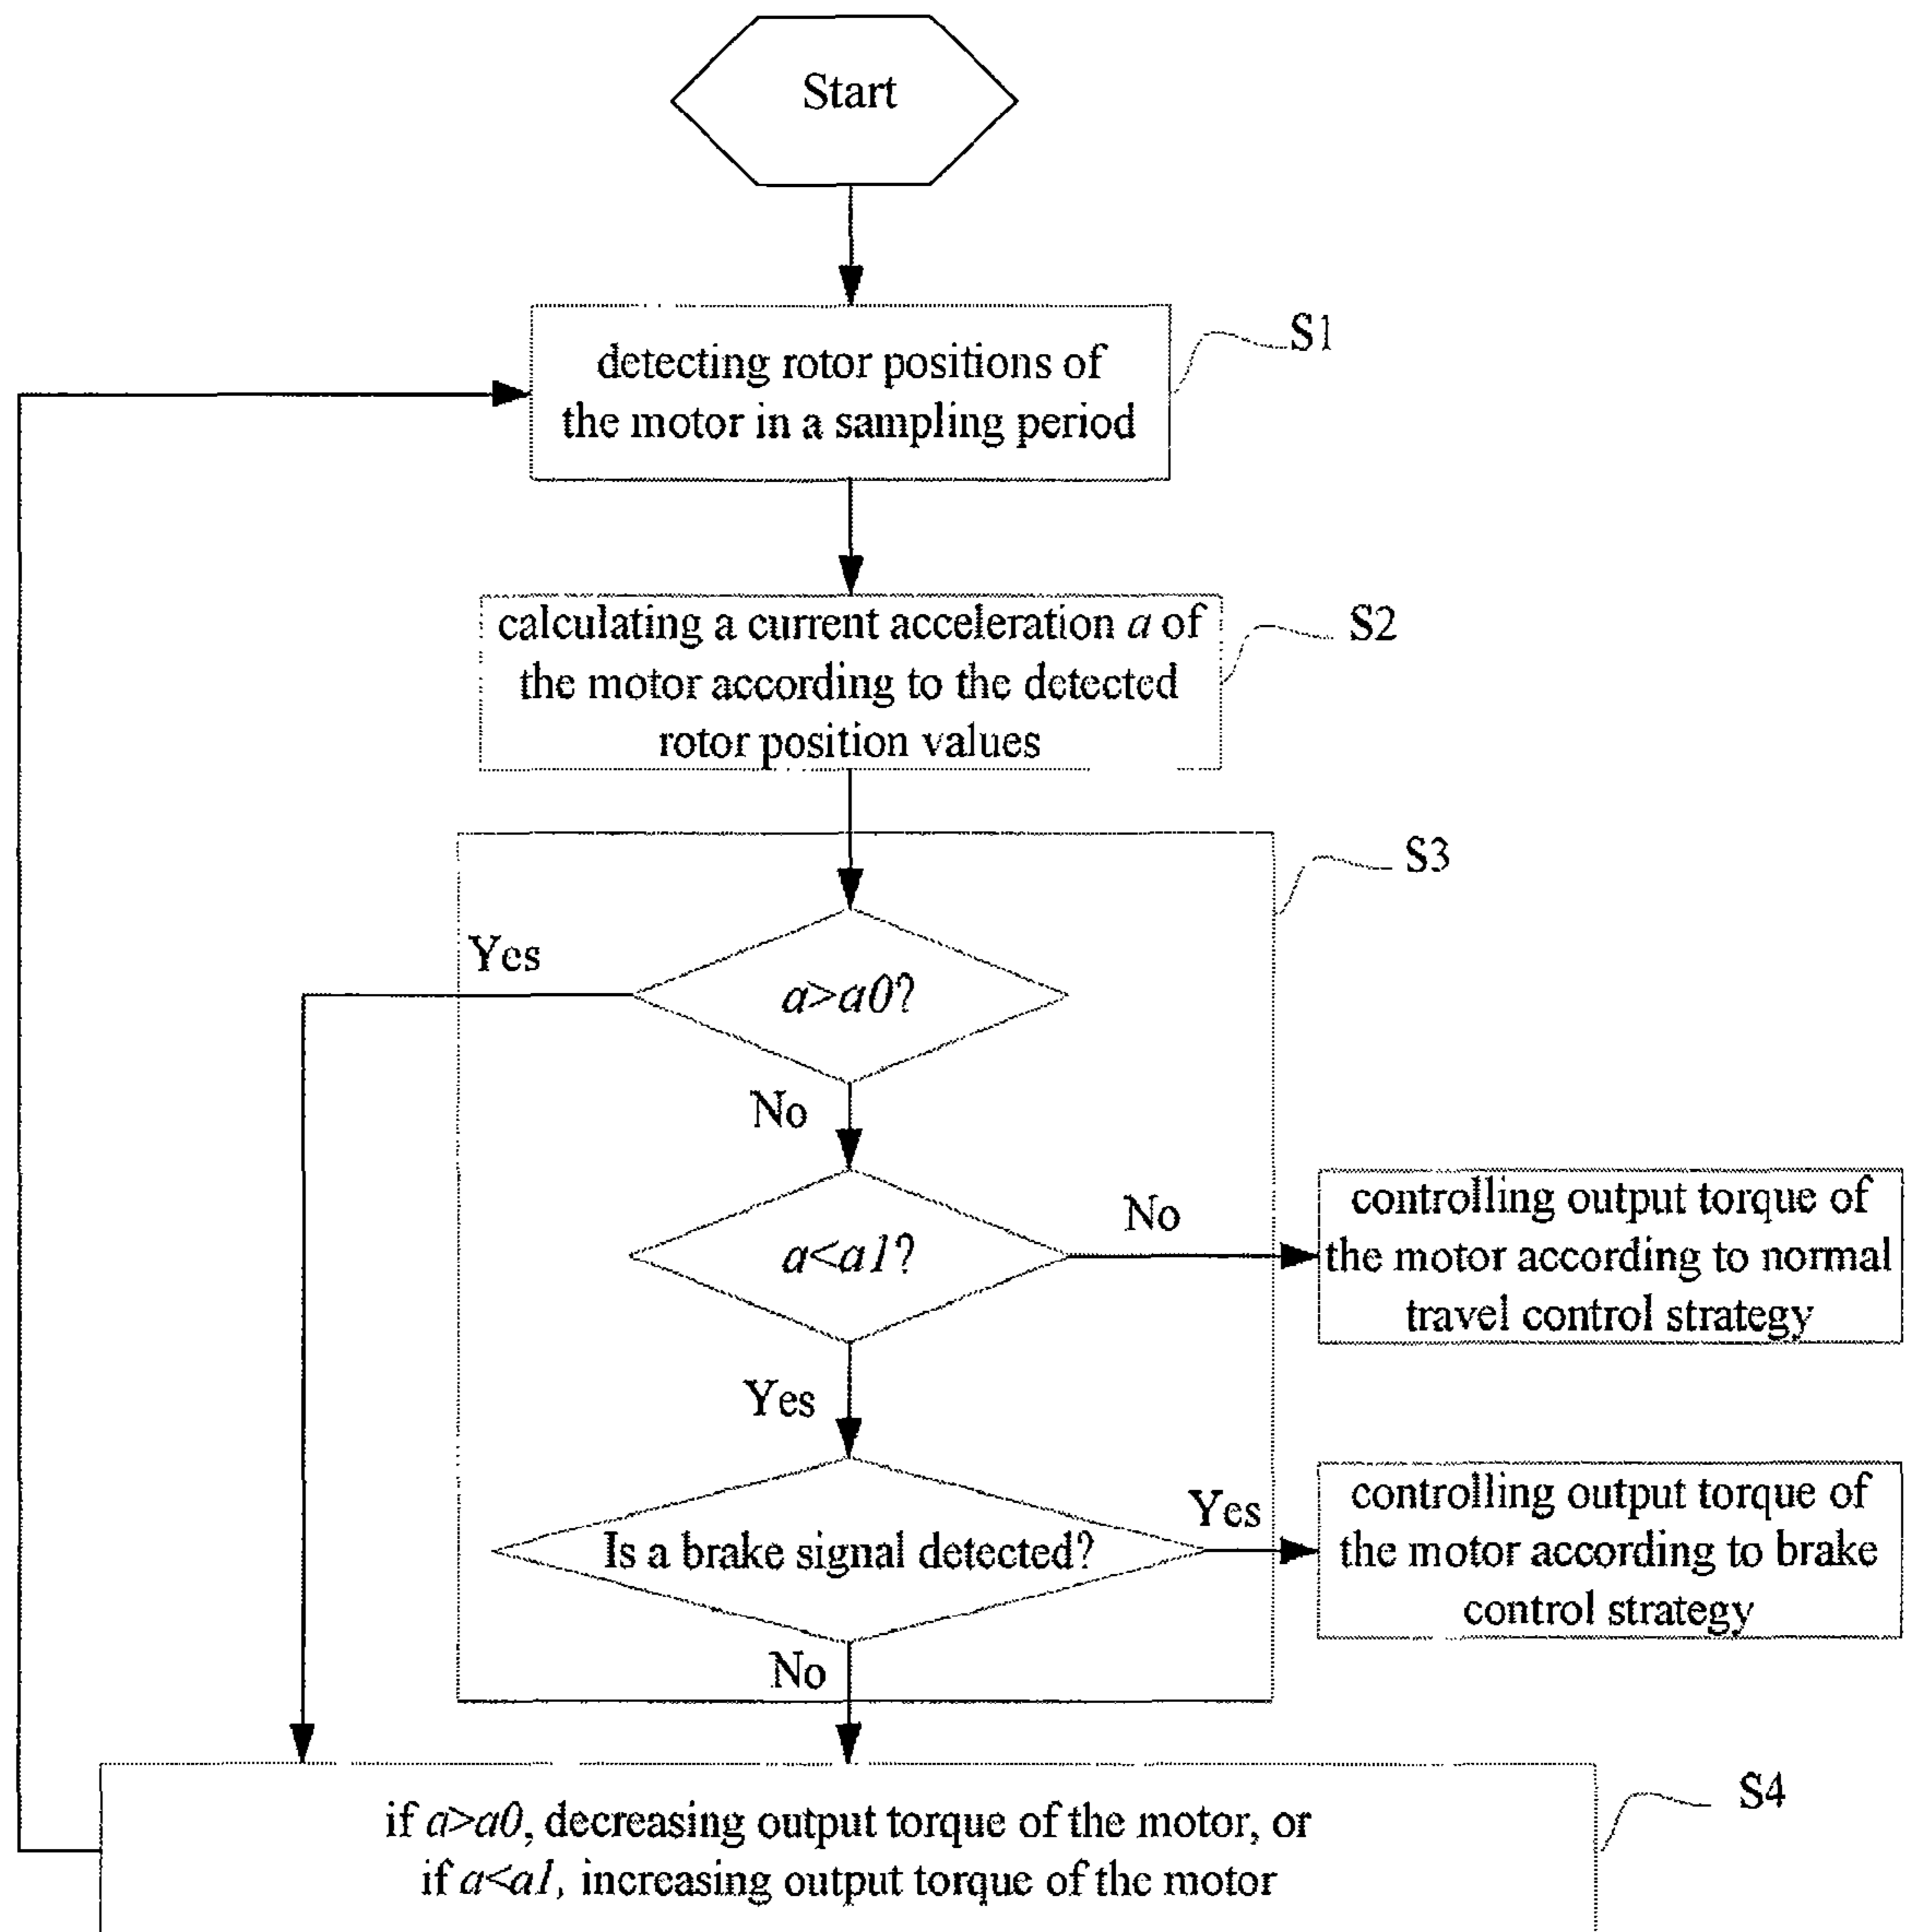 Start
detecting rotor positions of
the motor in a sampling period
S1
calculating a current acceleration a of
the motor according to the detected
rotor position values
S2
S3
Yes
a>a0?
No
a<a1?
No
controlling output torque of
the motor according to normal
travel control strategy
Yes
Is a brake signal detected?
Yes
controlling output torque of
the motor according to brake
control strategy
No
if a>a0, decreasing output torque of the motor, or
if a<a1, increasing output torque of the motor
S4